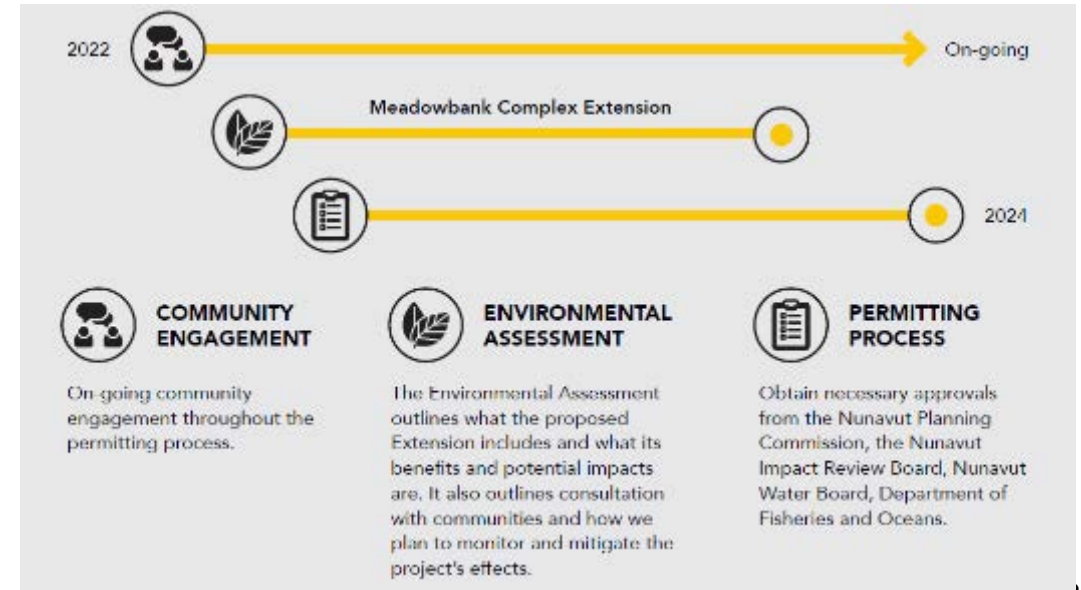 2022
On-going
Meadowbank Complex Extension
2024
COMMUNITY
ENGAGEMENT
On-going community
engagement throughout the
permitting process.
ENVIRONMENTAL
ASSESSMENT
The Environmental Assessment
outlines what the proposed
Extension includes and what its
benefits and potential impacts
are. It also outlines consultation
with communities and how we
plan to monitor and mitigate the
project's effects.
PERMITTING
PROCESS
Obtain necessary approvals
from the Nunavut Planning
Commission, the Nunavut
Impact Review Board, Nunavut
Water Board, Department of
Fisheries and Oceans.